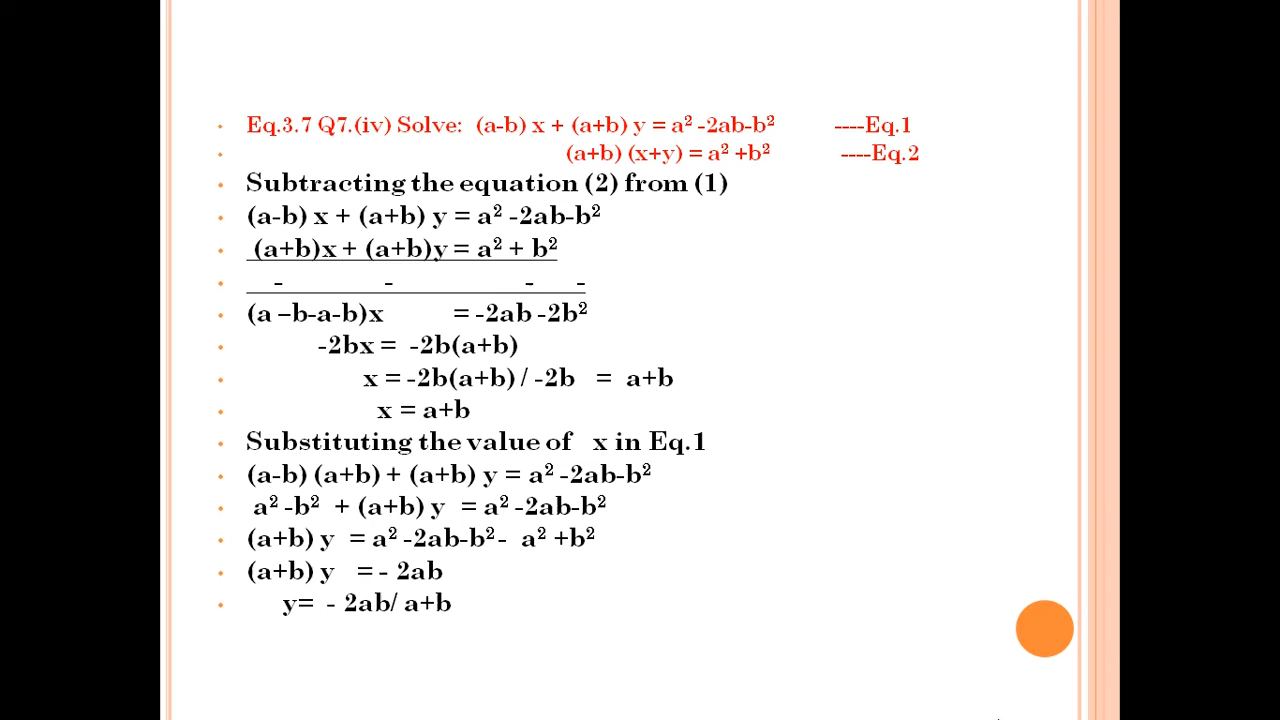 Eq.3.7 Q7.(iv) Solve: (a-b) x + (a+b) y = a² -2ab-b² ----Eq.1
(a+b) (x+y) = a² +b² ----Eq.2
Subtracting the equation (2) from (1)
(a-b) x + (a+b) y = a² -2ab-b²
(a+b)x + (a+b)y = a² + b²
- - - -
(a –b-a-b)x = -2ab -2b²
-2bx = -2b(a+b)
x = -2b(a+b) / -2b = a+b
x = a+b
Substituting the value of x in Eq.1
(a-b) (a+b) + (a+b) y = a² -2ab-b²
a² -b² + (a+b) y = a² -2ab-b²
(a+b) y = a² -2ab-b² - a² +b²
(a+b) y = - 2ab
y= - 2ab/ a+b